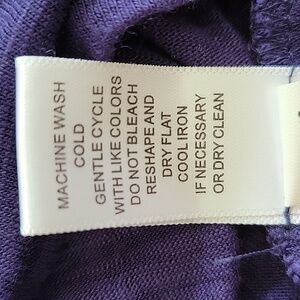 MACHINE WASH
COLD
GENTLE CYCLE
WITH LIKE COLORS
DO NOT BLEACH
RESHAPE AND
DRY FLAT
COOL IRON
IF NECESSARY
OR DRY CLEAN